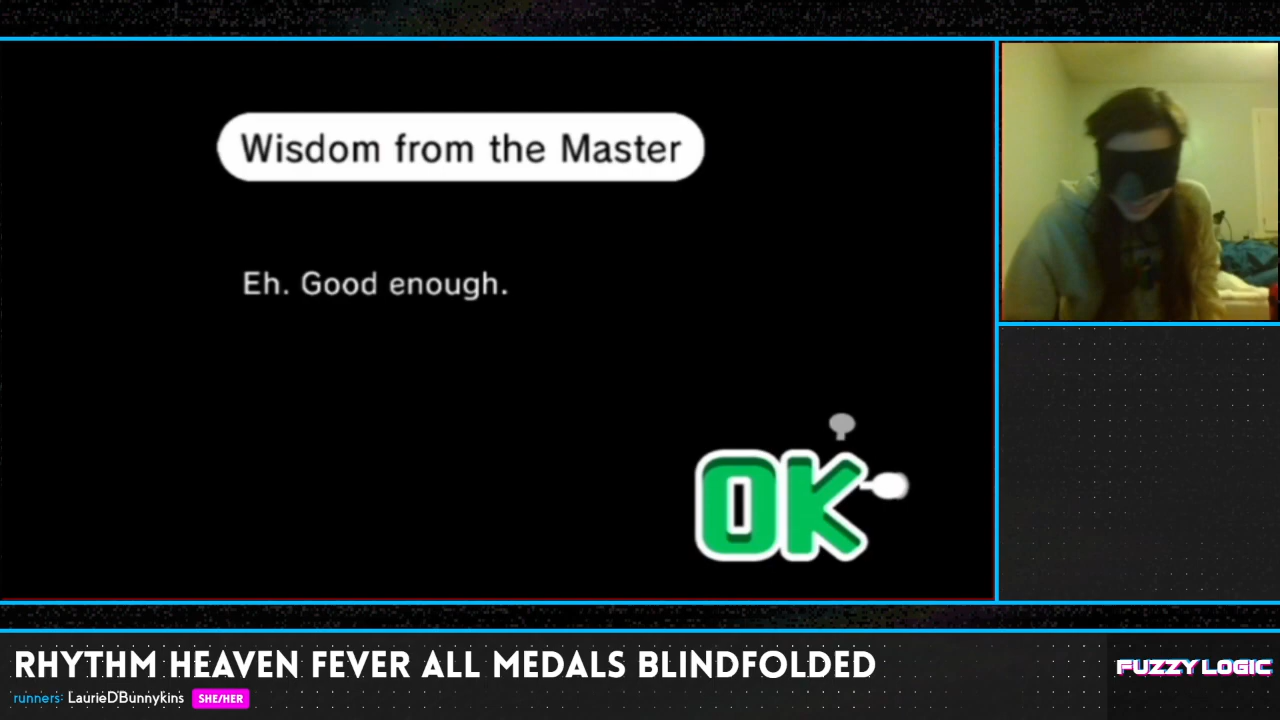 Wisdom from the Master
Eh. Good enough.
OK
RHYTHM HEAVEN FEVER ALL MEDALS BLINDFOLDED
runners: LaurieDBunnykins SHE/HER
FUZZY LOGIC